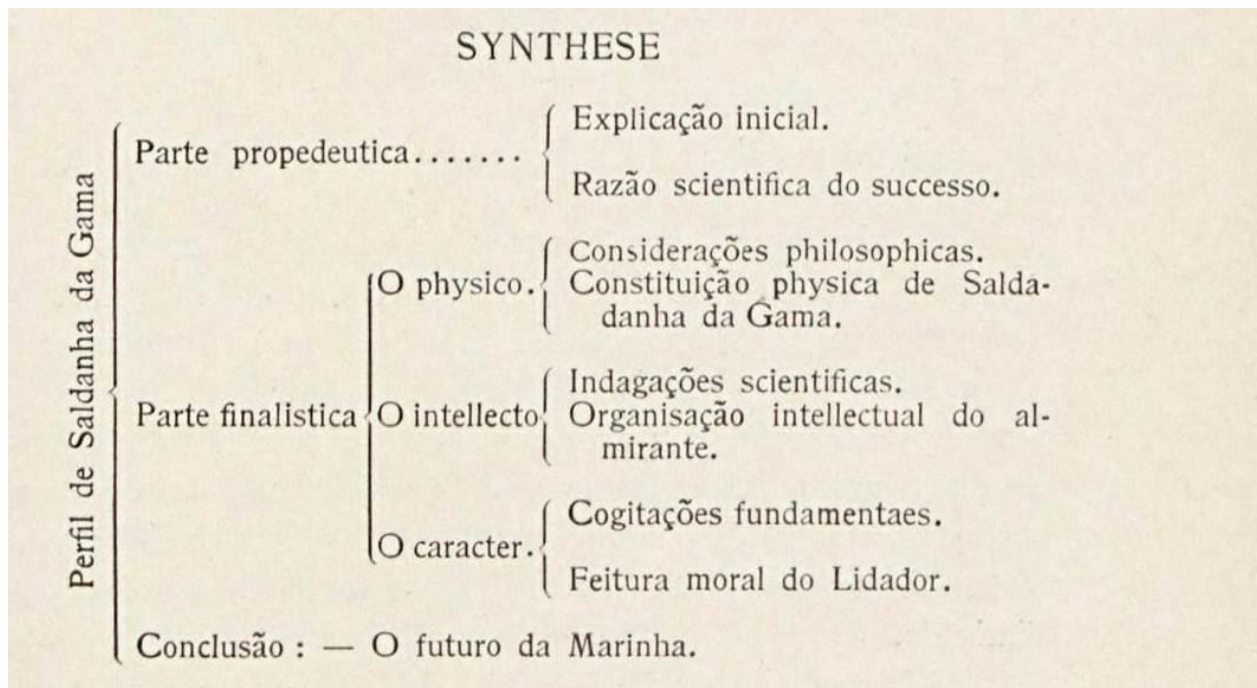 SYNTHESE
Perfil de Saldanha da Gama
Parte propedeutica.......
Explicação inicial.
Razão scientifica do successo.
Parte finalistica
O physico.
Considerações philosophicas.
Constituição physica de Salda-
danha da Gama.
O intellecto
Indagações scientificas.
Organisação intellectual do al-
mirante.
O caracter.
Cogitações fundamentaes.
Feitura moral do Lidador.
Conclusão : — O futuro da Marinha.